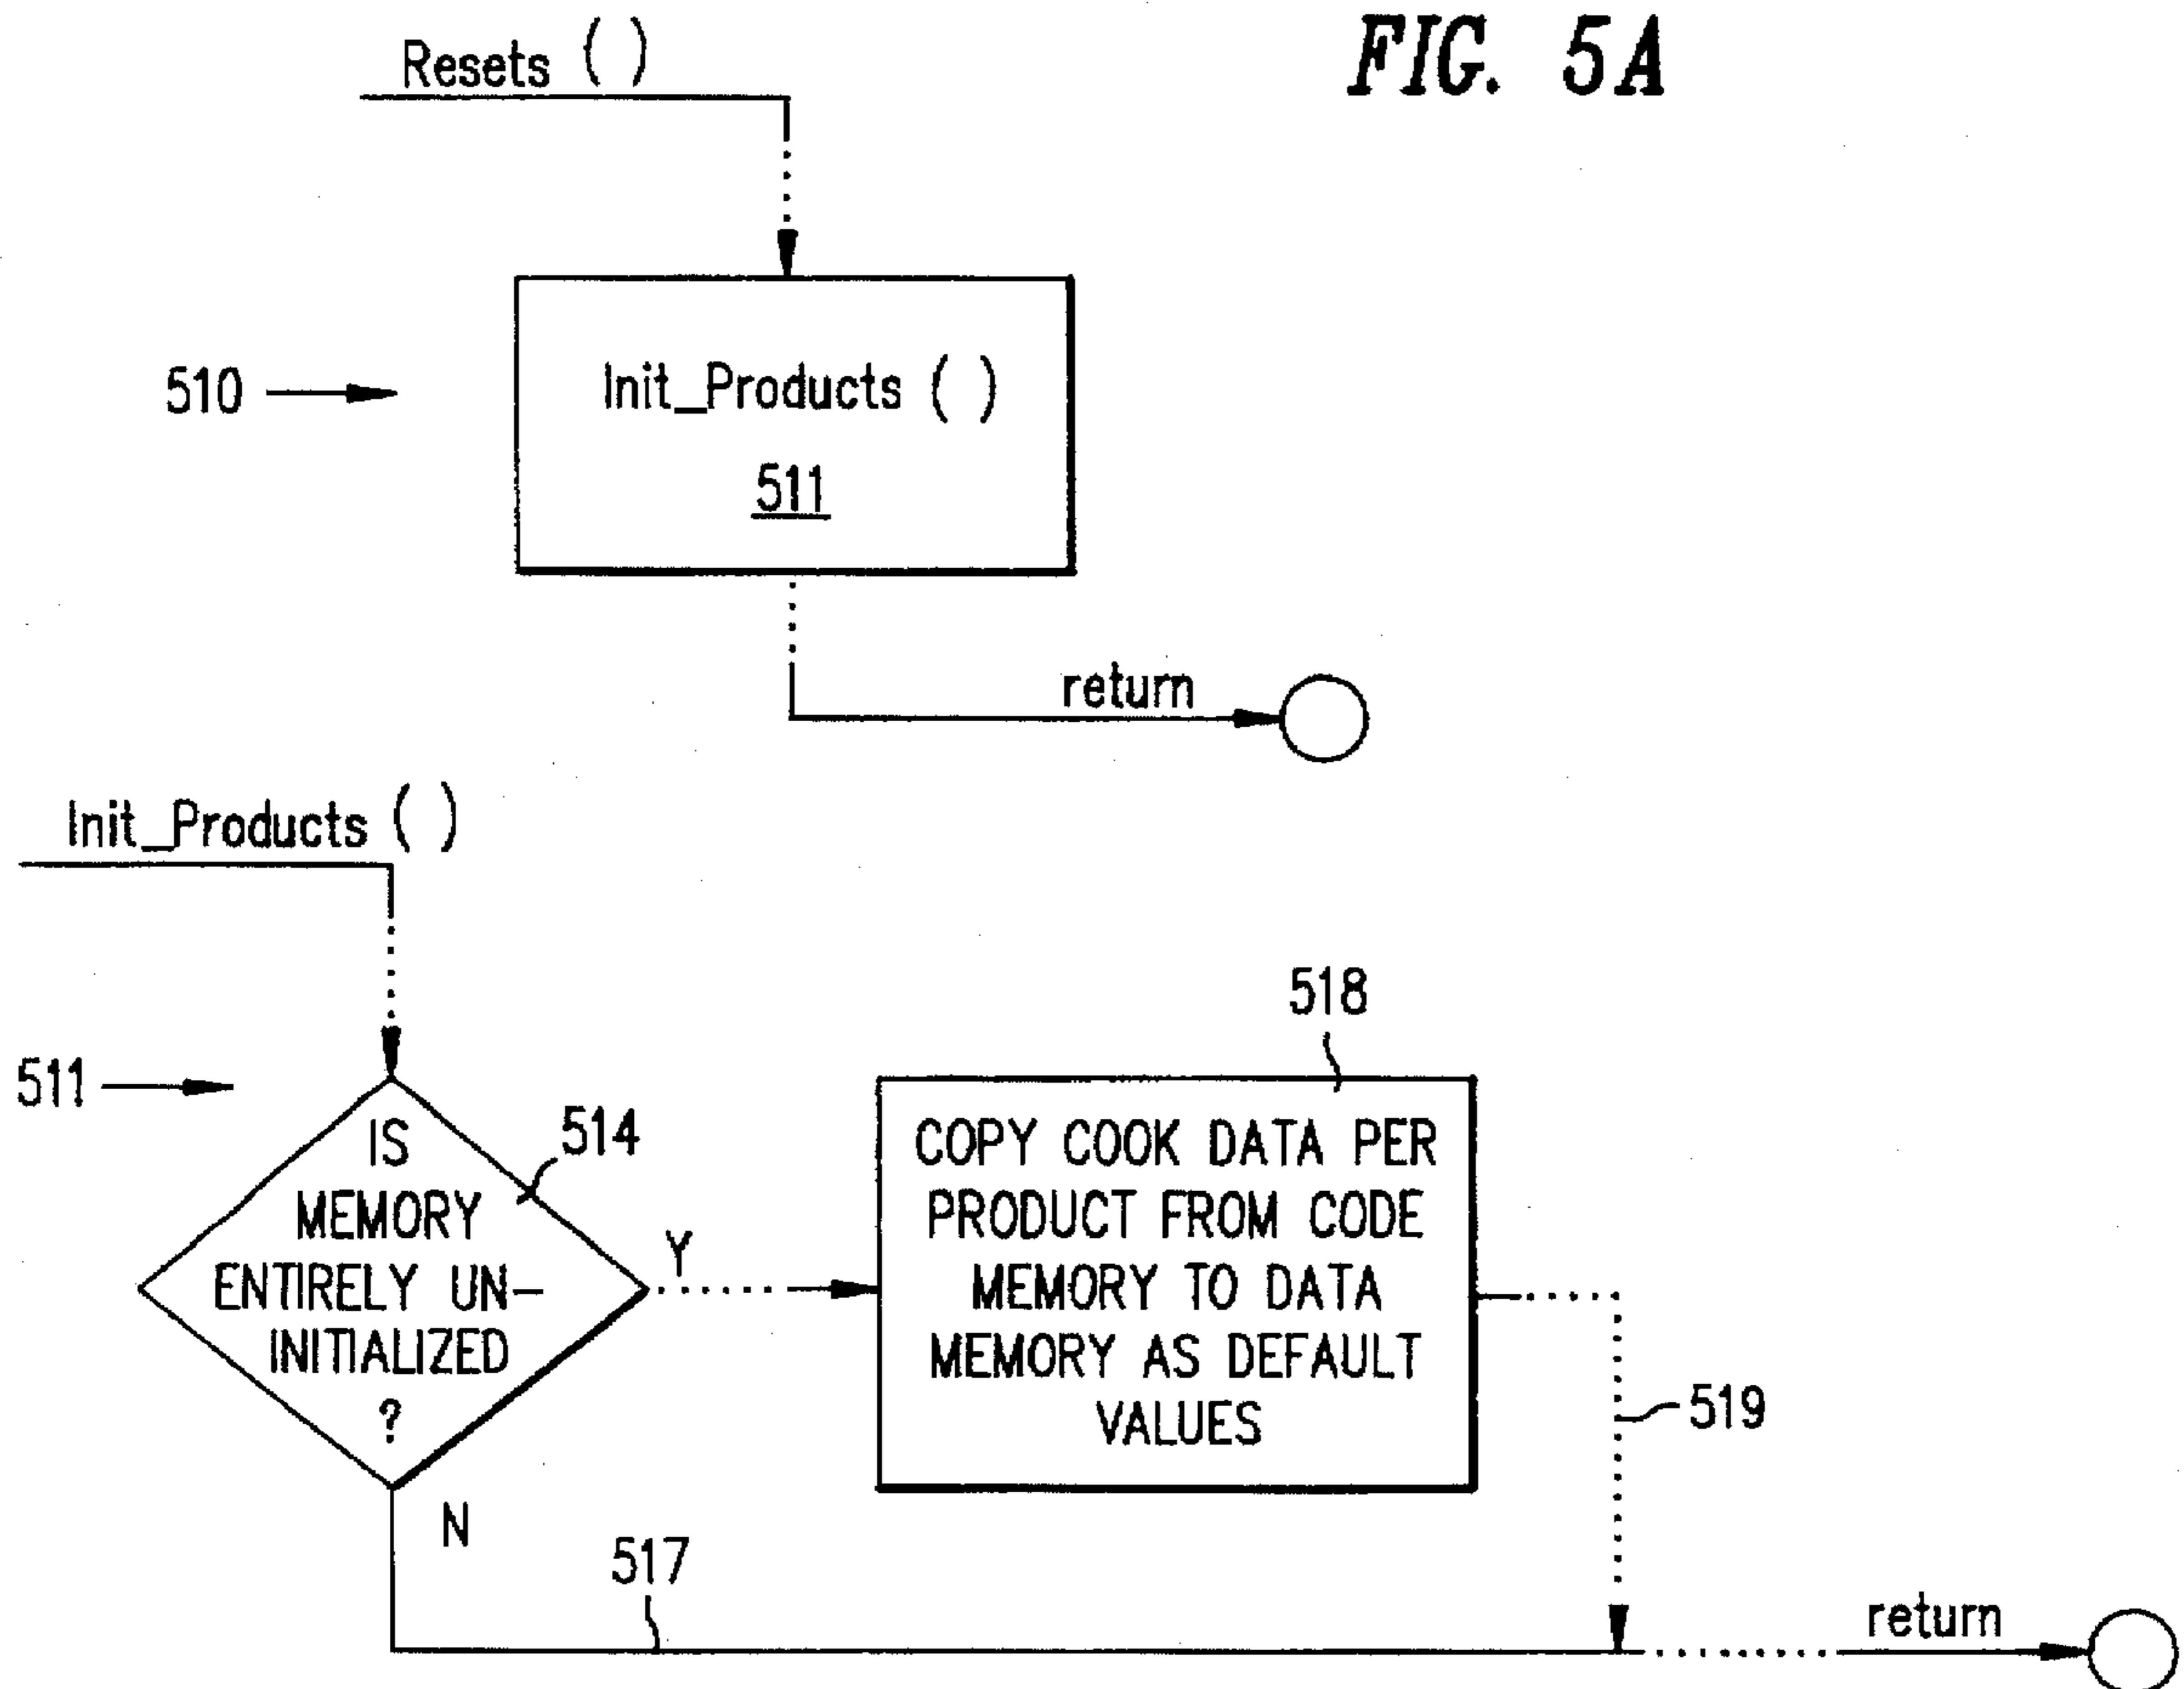 FIG. 5A
Resets ( )
510
Init_Products ( )
511
return
Init_Products ( )
511
IS
MEMORY
ENTIRELY UN-
INITIALIZED
?
514
Y
N
518
COPY COOK DATA PER
PRODUCT FROM CODE
MEMORY TO DATA
MEMORY AS DEFAULT
VALUES
519
517
return